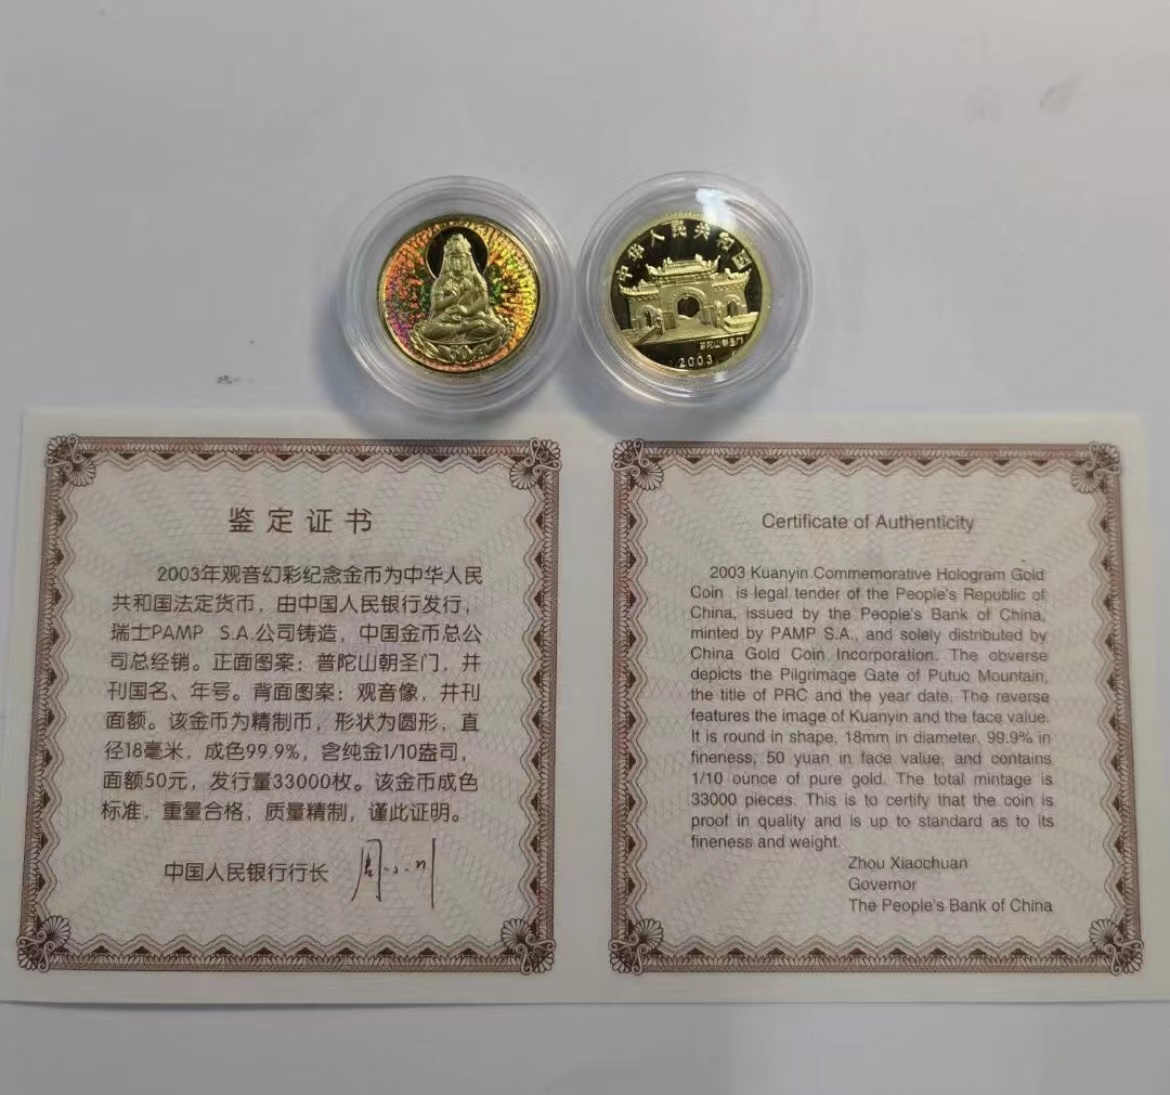 中华人民共和国
普陀山朝圣门
2003
鉴定证书
2003年观音幻彩纪念金币为中华人民
共和国法定货币，由中国人民银行发行，
瑞士PAMP S.A.公司铸造，中国金币总公
司总经销。正面图案：普陀山朝圣门，并
刊国名、年号。背面图案：观音像，并刊
面额。该金币为精制币，形状为圆形，直
径18毫米，成色99.9%，含纯金1/10盎司，
面额50元，发行量33000枚。该金币成色
标准，重量合格，质量精制，谨此证明。
中国人民银行行长
Certificate of Authenticity
2003 Kuanyin Commemorative Hologram Gold
Coin is legal tender of the People's Republic of
China, issued by the People's Bank of China,
minted by PAMP S.A., and solely distributed by
China Gold Coin Incorporation. The obverse
depicts the Pilgrimage Gate of Putuo Mountain,
the title of PRC and the year date. The reverse
features the image of Kuanyin and the face value.
It is round in shape, 18mm in diameter, 99.9% in
fineness, 50 yuan in face value, and contains
1/10 ounce of pure gold. The total mintage is
33000 pieces. This is to certify that the coin is
proof in quality and is up to standard as to its
fineness and weight.
Zhou Xiaochuan
Governor
The People's Bank of China